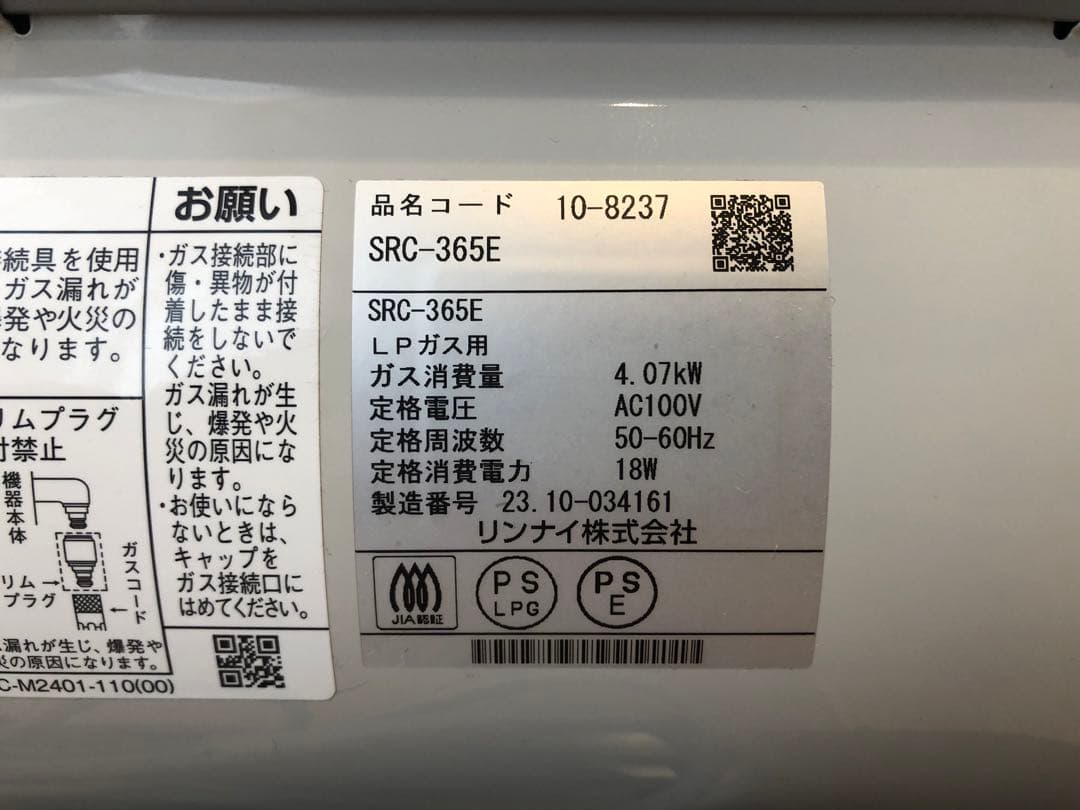 続具を使用
ガス漏れが
発や火災の
なります。
リムプラグ
付禁止
機器本体
ガスコード
リム
プラグ
漏れが生じ、爆発や
災の原因になります。
C-M2401-110(00)
お願い
・ガス接続部に
傷・異物が付
着したまま接
続をしないで
ください。
ガス漏れが生
じ、爆発や火
災の原因にな
ります。
・お使いになら
ないときは、
キャップを
ガス接続口に
はめてください。
品名コード 10-8237
SRC-365E
SRC-365E
LPガス用
ガス消費量 4.07kW
定格電圧 AC100V
定格周波数 50-60Hz
定格消費電力 18W
製造番号 23.10-034161
リンナイ株式会社
JIA認証
PS
LPG
PS
E